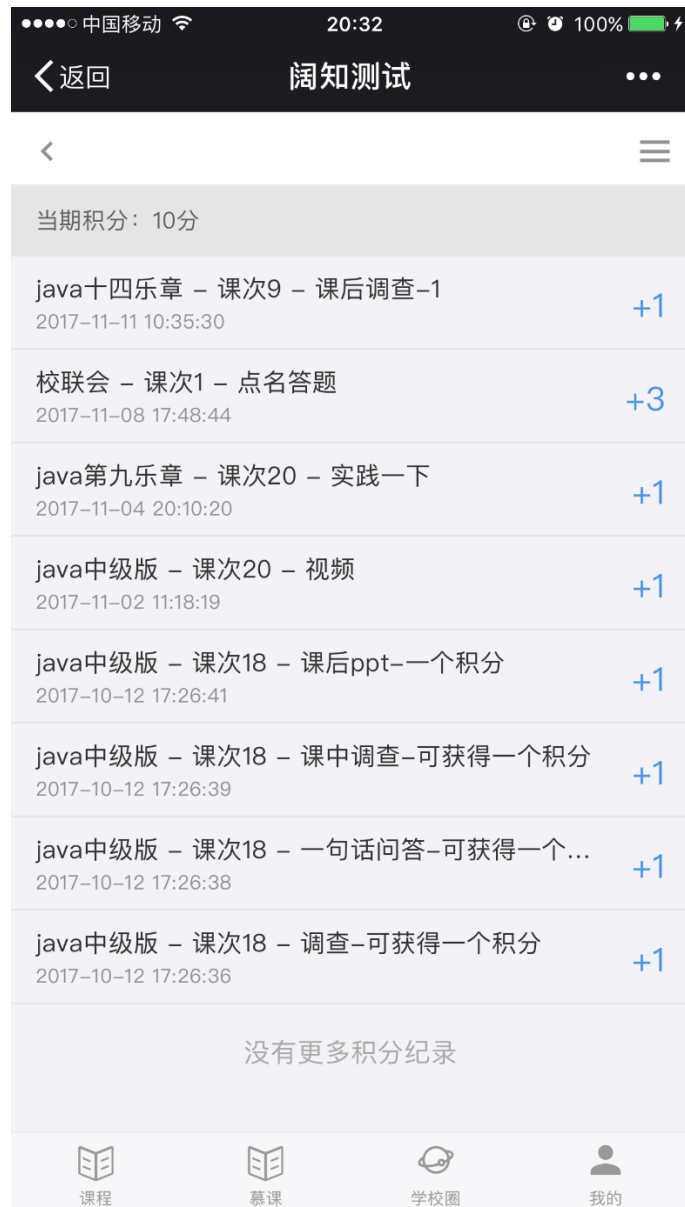 中国移动 20:32 100%
返回 阔知测试
当期积分：10分
java十四乐章 – 课次9 – 课后调查–1
2017–11–11 10:35:30
+1
校联会 – 课次1 – 点名答题
2017–11–08 17:48:44
+3
java第九乐章 – 课次20 – 实践一下
2017–11–04 20:10:20
+1
java中级版 – 课次20 – 视频
2017–11–02 11:18:19
+1
java中级版 – 课次18 – 课后ppt–一个积分
2017–10–12 17:26:41
+1
java中级版 – 课次18 – 课中调查–可获得一个积分
2017–10–12 17:26:39
+1
java中级版 – 课次18 – 一句话问答–可获得一个...
2017–10–12 17:26:38
+1
java中级版 – 课次18 – 调查–可获得一个积分
2017–10–12 17:26:36
+1
没有更多积分纪录
课程 慕课 学校圈 我的